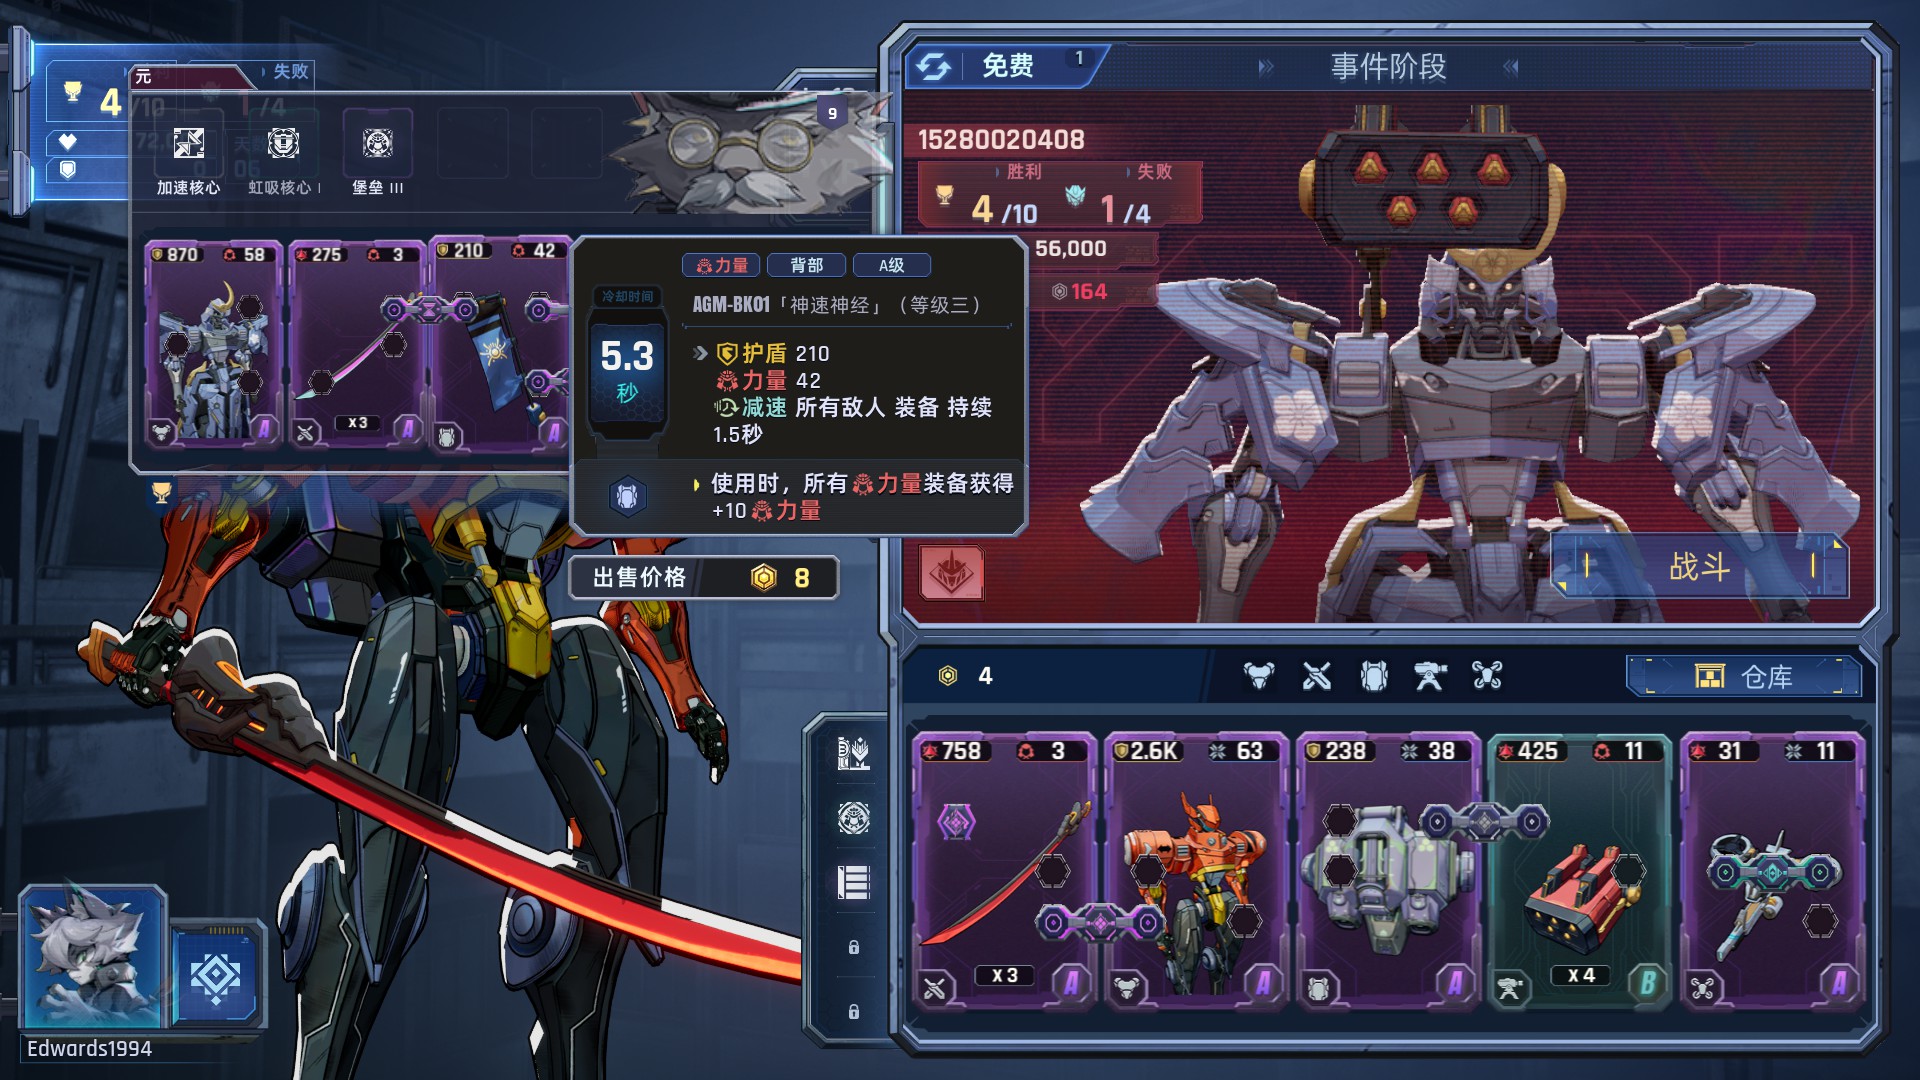 免费 1
事件阶段
元
失败
4 /10 1 /4
9
加速核心
虹吸核心 I
堡垒 III
15280020408
胜利 失败
4 /10 1 /4
56,000
164
870 58
275 3
210 42
x3
A A A
力量 背部 A级
冷却时间
AGM-BK01「神速神经」（等级三）
5.3
秒
护盾 210
力量 42
减速 所有敌人 装备 持续
1.5秒
使用时，所有力量装备获得
+10 力量
出售价格 8
战斗
4
仓库
758 3
2.6K 63
238 38
425 11
31 11
x3 A
A
A
x4 B
A
Edwards1994